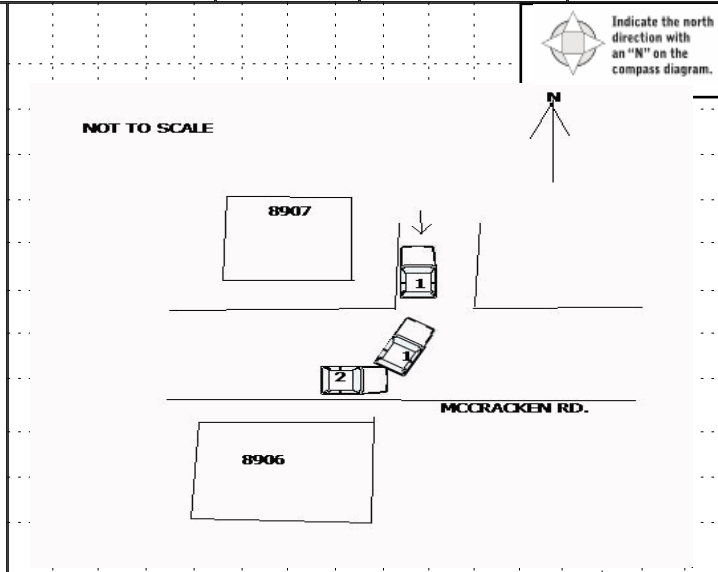 Indicate the north
direction with
an "N" on the
compass diagram.
N
NOT TO SCALE
8907
1
1
2
MCCRACKEN RD.
8906